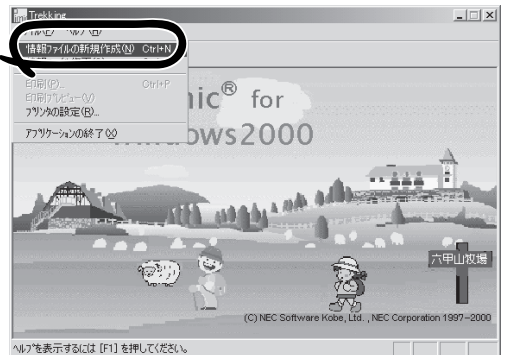 Trekking
ファイル(F) ヘルプ(H)
情報ファイルの新規作成(N) Ctrl+N
印刷(P)... Ctrl+P
印刷プレビュー(V)
プリンタの設定(R)...
アプリケーションの終了(X)
nic® for
Windows2000
六甲山牧場
(C) NEC Software Kobe, Ltd. , NEC Corporation 1997-2000
ヘルプを表示するには [F1] を押してください。